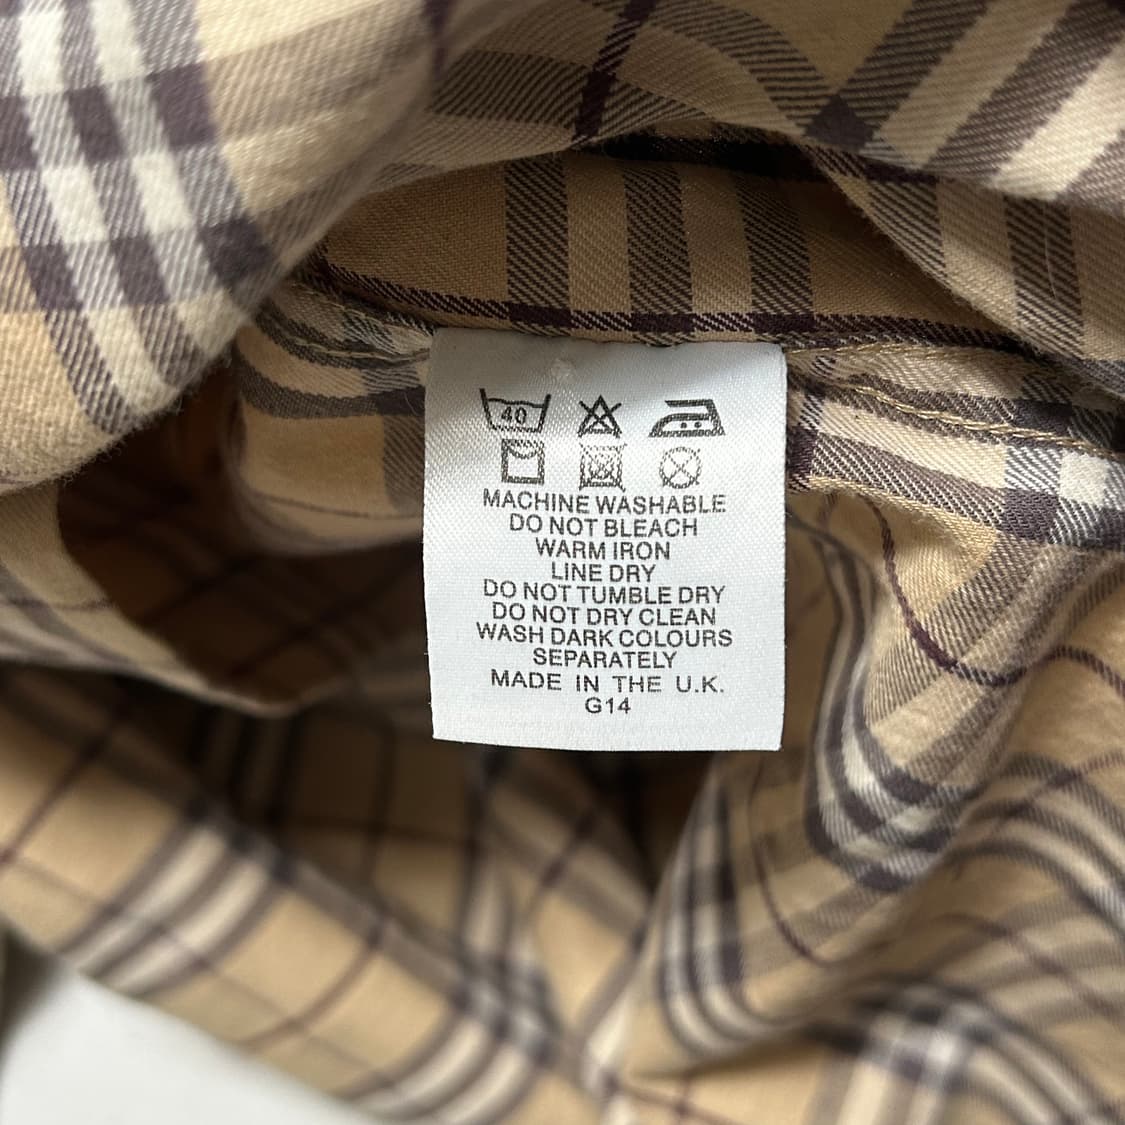 40
MACHINE WASHABLE
DO NOT BLEACH
WARM IRON
LINE DRY
DO NOT TUMBLE DRY
DO NOT DRY CLEAN
WASH DARK COLOURS
SEPARATELY
MADE IN THE U.K.
G14